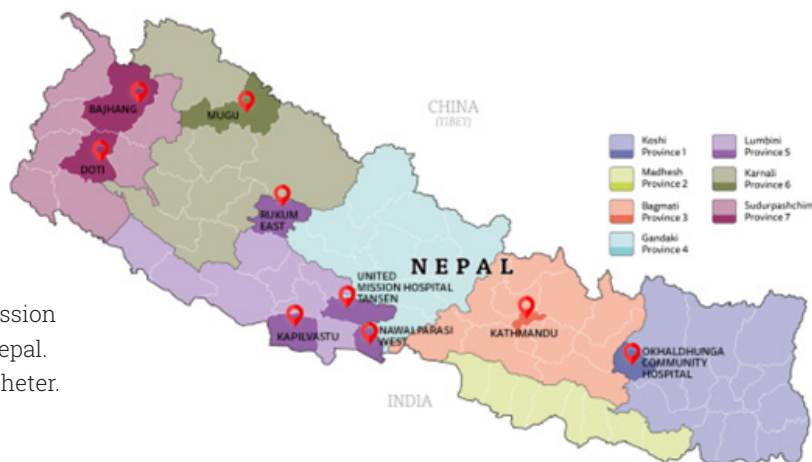 CHINA
(TIBET)
BAJHANG
MUGU
DOTI
RUKUM
EAST
NEPAL
UNITED
MISSION HOSPITAL
TANSEN
KAPILVASTU
NAWALPARASI
WEST
KATHMANDU
OKHALDHUNGA
COMMUNITY
HOSPITAL
INDIA
Koshi
Province 1
Madhesh
Province 2
Bagmati
Province 3
Gandaki
Province 4
Lumbini
Province 5
Karnali
Province 6
Sudurpashchim
Province 7
ssion
epal.
heter.